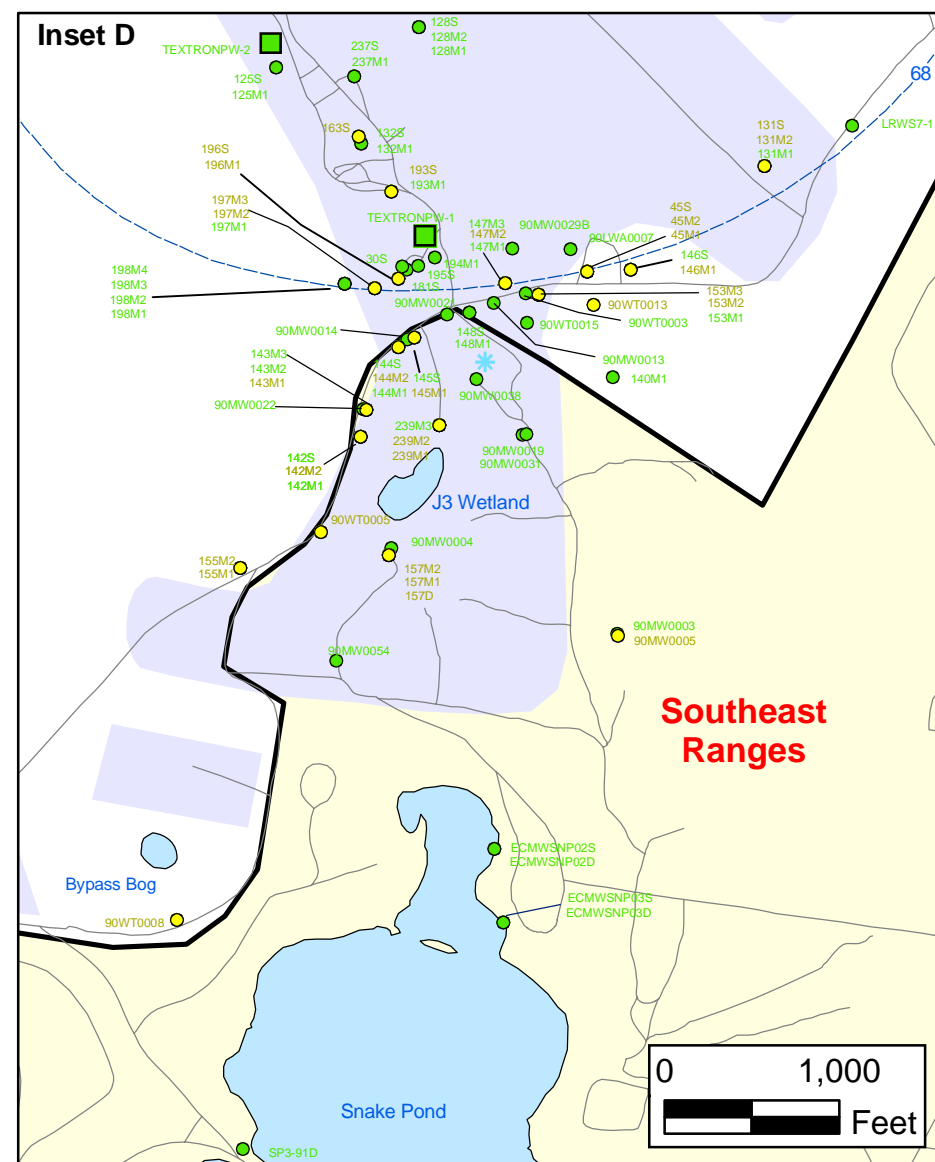 Inset D
128S
128M2
128M1
TEXTRONPW-2
237S
237M1
68
125S
125M1
LRWS7-1
163S
132S
132M1
131S
131M2
131M1
196S
196M1
193S
193M1
197M3
197M2
197M1
45S
45M2
45M1
TEXTRONPW-1
147M3
147M2
147M1
90MW0029B
90LWA0007
146S
146M1
30S
194M1
195S
181S
198M4
198M3
198M2
198M1
153M3
153M2
153M1
90WT0013
90WT0003
90WT0015
148S
148M1
90MW0014
90MW0013
143M3
143M2
143M1
144S
144M2
144M1
145S
145M1
140M1
90MW0038
90MW0022
239M3
239M2
239M1
90MW0019
90MW0031
142S
142M2
142M1
J3 Wetland
90WT0005
90MW0004
155M2
155M1
157M2
157M1
157D
90MW0003
90MW0005
90MW0054
Southeast
Ranges
ECMWSNP02S
ECMWSNP02D
Bypass Bog
ECMWSNP03S
ECMWSNP03D
90WT0008
0 1,000
Feet
Snake Pond
SP3-91D